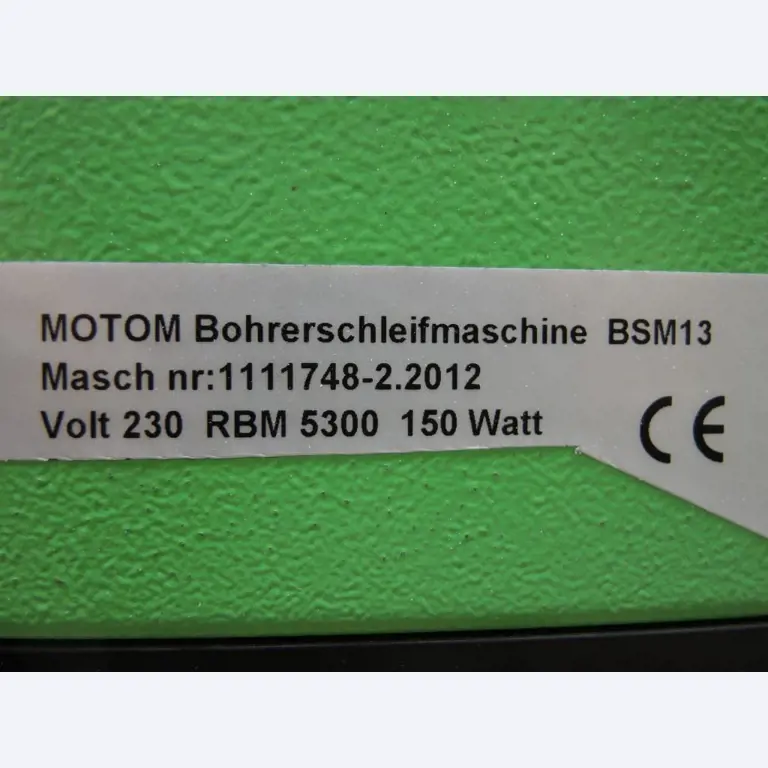 MOTOM Bohrerschleifmaschine BSM13
Masch nr:1111748-2.2012
Volt 230 RBM 5300 150 Watt
CE